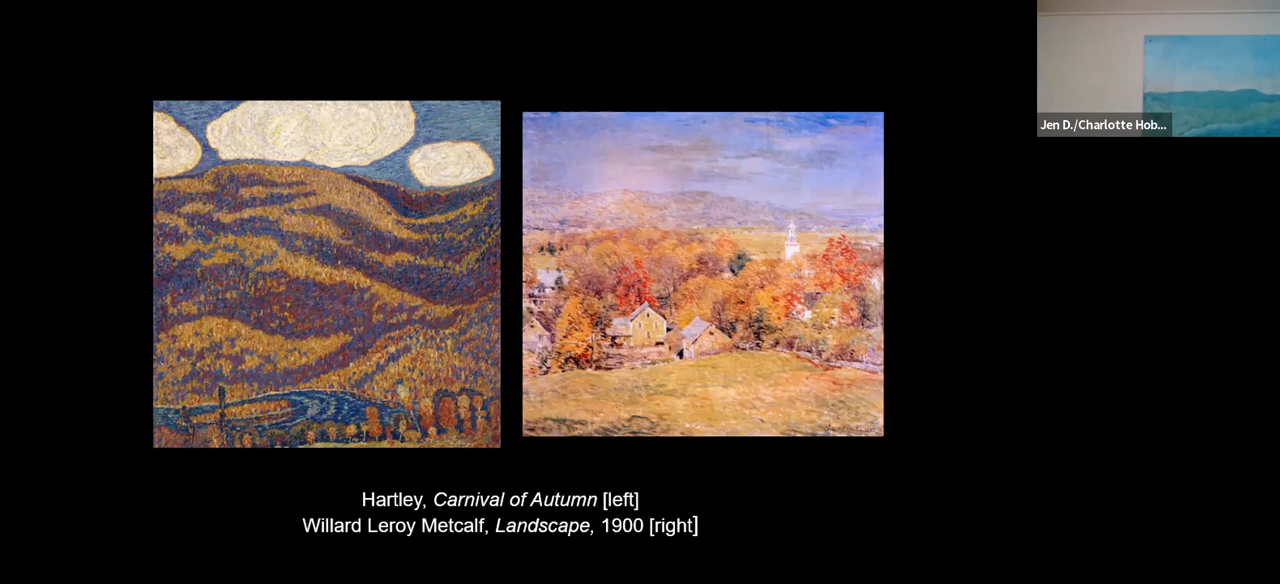 Jen D./Charlotte Hob...
Hartley, Carnival of Autumn [left]
Willard Leroy Metcalf, Landscape, 1900 [right]